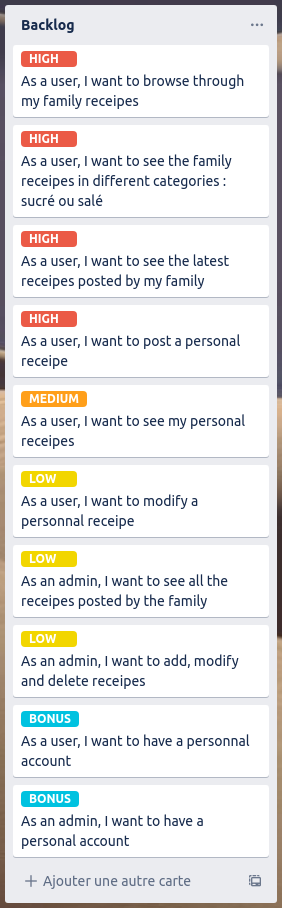 Backlog
HIGH
As a user, I want to browse through
my family receipes
HIGH
As a user, I want to see the family
receipes in different categories :
sucré ou salé
HIGH
As a user, I want to see the latest
receipes posted by my family
HIGH
As a user, I want to post a personal
receipe
MEDIUM
As a user, I want to see my personal
receipes
LOW
As a user, I want to modify a
personnal receipe
LOW
As an admin, I want to see all the
receipes posted by the family
LOW
As an admin, I want to add, modify
and delete receipes
BONUS
As a user, I want to have a personnal
account
BONUS
As an admin, I want to have a
personal account
Ajouter une autre carte